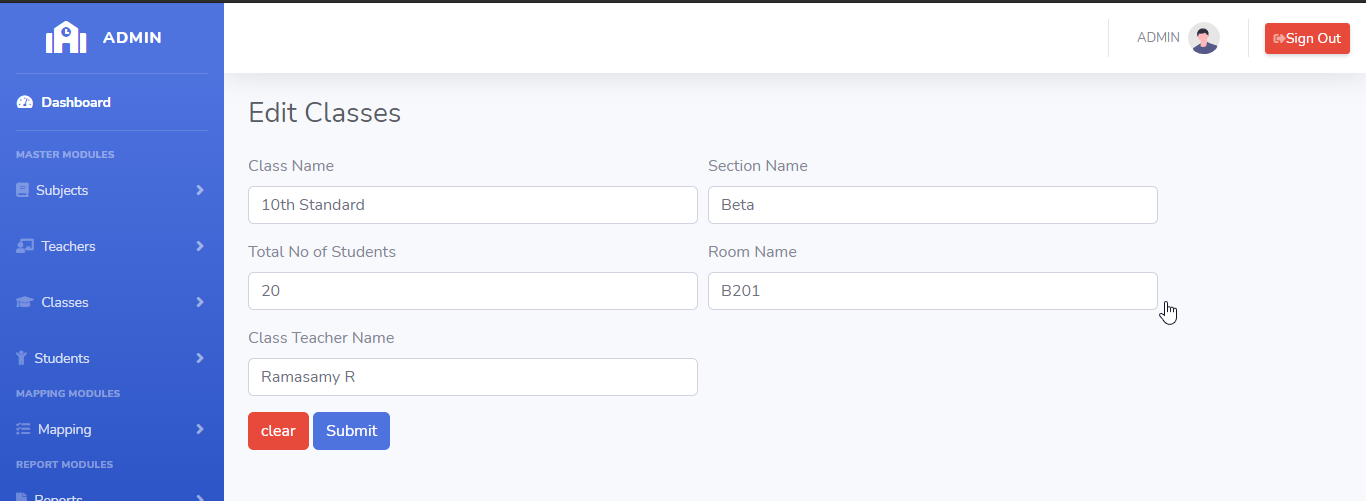 ADMIN
Dashboard
MASTER MODULES
Subjects
Teachers
Classes
Students
MAPPING MODULES
Mapping
REPORT MODULES
Reports
ADMIN
Sign Out
Edit Classes
Class Name
Section Name
10th Standard
Beta
Total No of Students
Room Name
20
B201
Class Teacher Name
Ramasamy R
clear
Submit